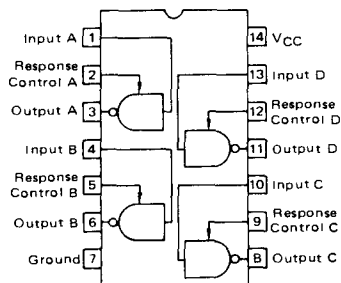 Input A 1
Response
Control A 2
Output A 3
Input B 4
Response
Control B 5
Output B 6
Ground 7
14 VCC
13 Input D
12 Response
Control D
11 Output D
10 Input C
9 Response
Control C
8 Output C